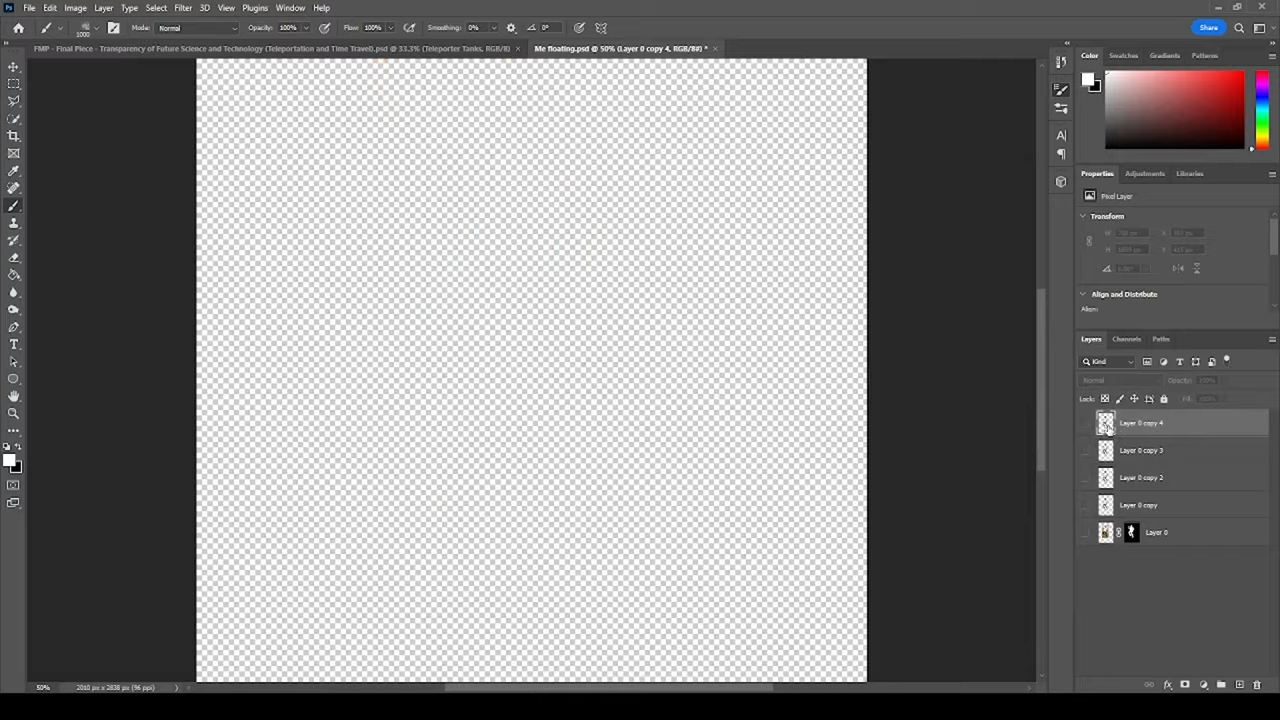 File Edit Image Layer Type Select Filter 3D View Plugins Window Help
1000 Mode: Normal Opacity: 100% Flow: 100% Smoothing: 0% 0° Share
FMP - Final Piece - Transparency of Future Science and Technology (Teleportation and Time Travel).psd @ 33.3% (Teleporter Tanks, RGB/8) × Me floating.psd @ 50% (Layer 0 copy 4, RGB/8#) * ×
Color Swatches Gradients Patterns
Properties Adjustments Libraries
Pixel Layer
Transform
Align and Distribute
Align:
Layers Channels Paths
Kind
Normal Opacity: 100%
Lock: Fill: 100%
Layer 0 copy 4
Layer 0 copy 3
Layer 0 copy 2
Layer 0 copy
Layer 0
50% 2010 px x 2838 px (96 ppi)